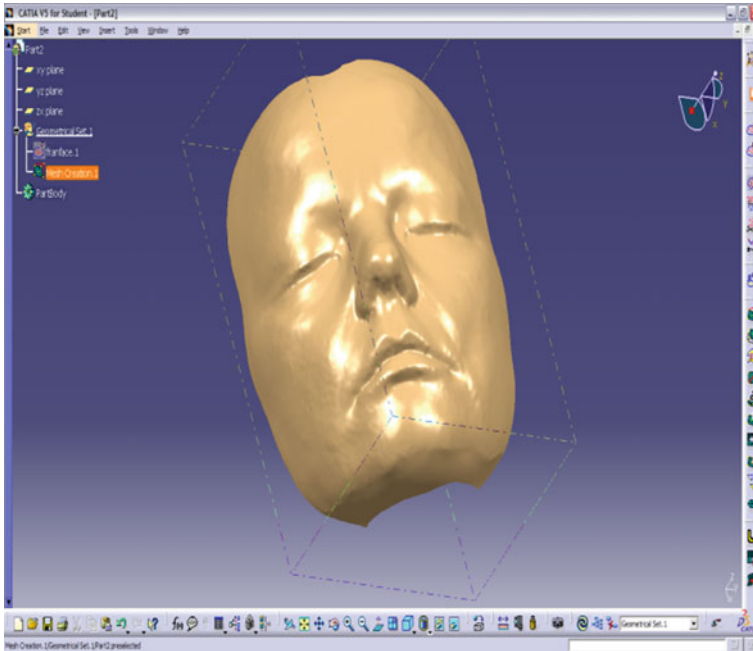 CATIA V5 for Student - [Part2]
Start File Edit View Insert Tools Window Help
Part2
xy plane
yz plane
zx plane
Geometrical Set.1
franface.1
Mesh Creation.1
PartBody
z
y
x
Geometrical Set.1
Mesh Creation.1/Geometrical Set.1/Part2 preselected